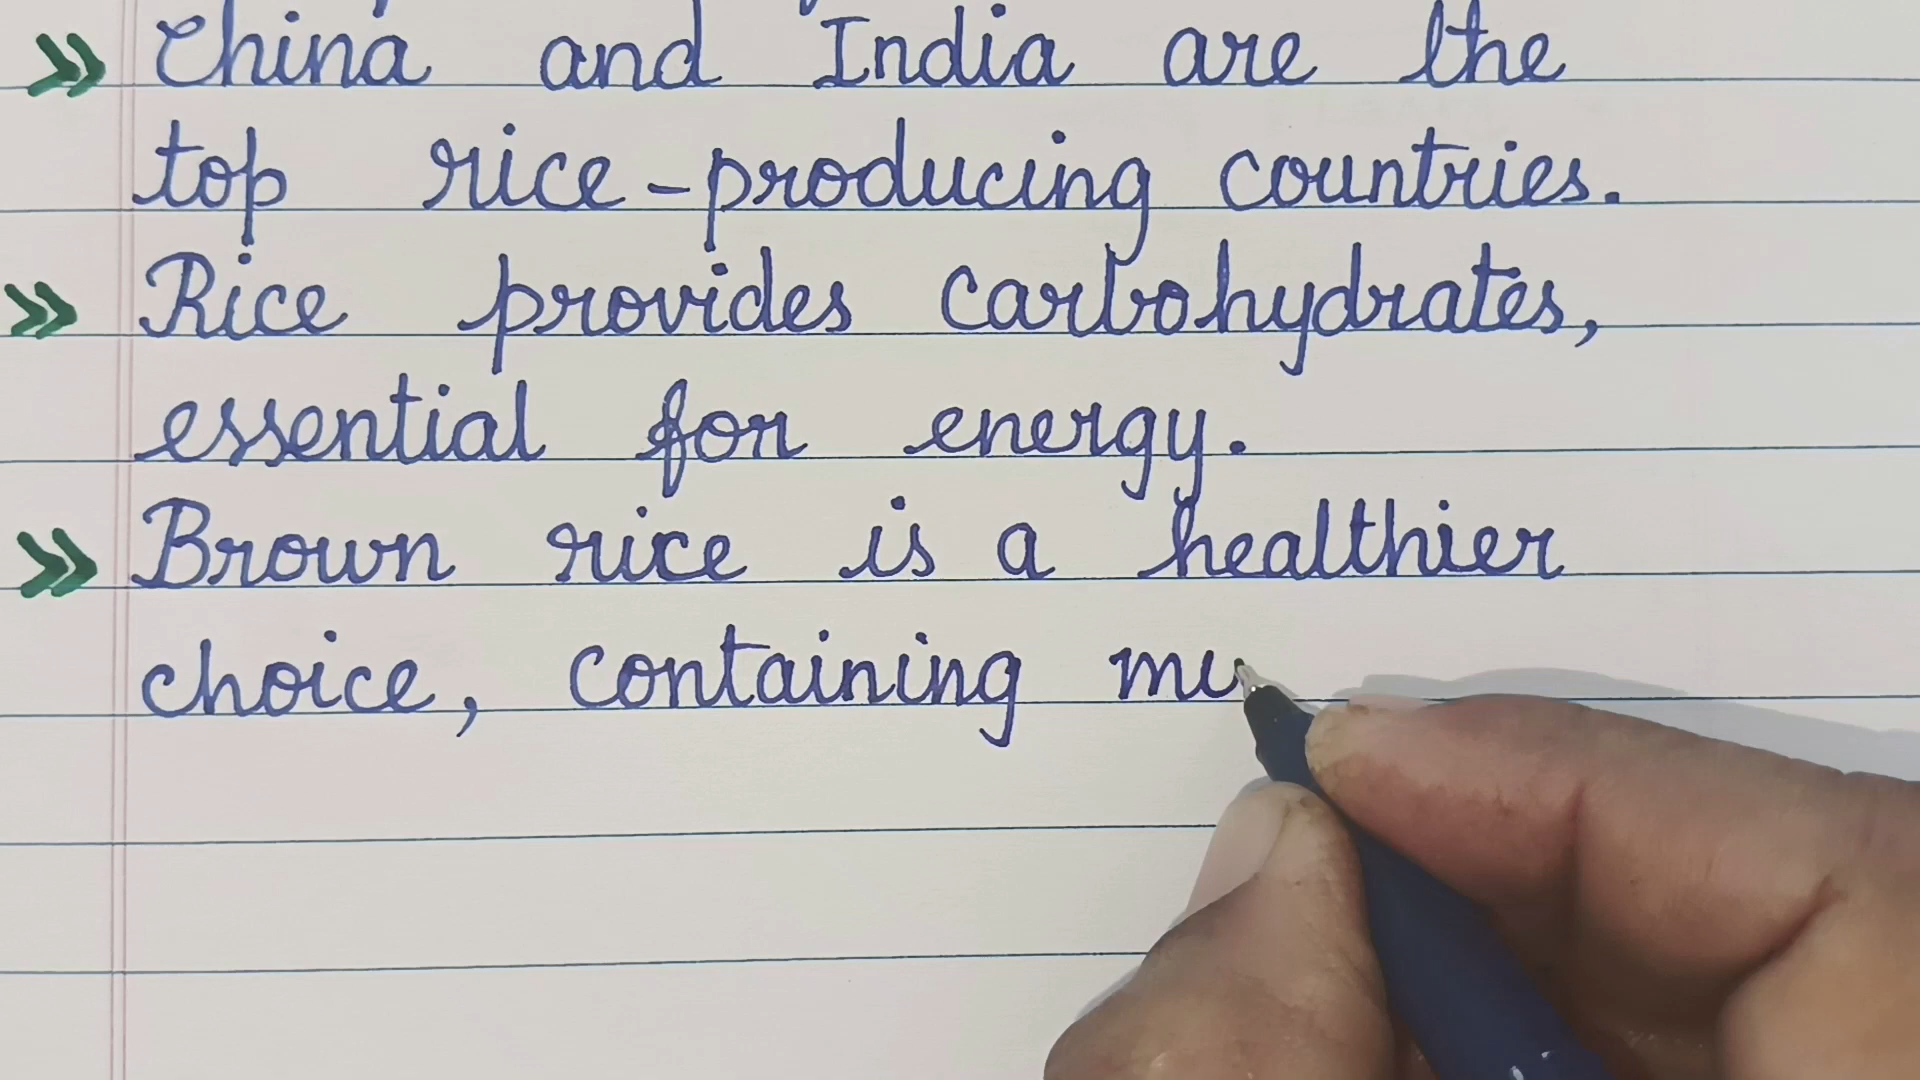 » China and India are the
top rice-producing countries.
» Rice provides carbohydrates,
essential for energy.
» Brown rice is a healthier
choice, containing